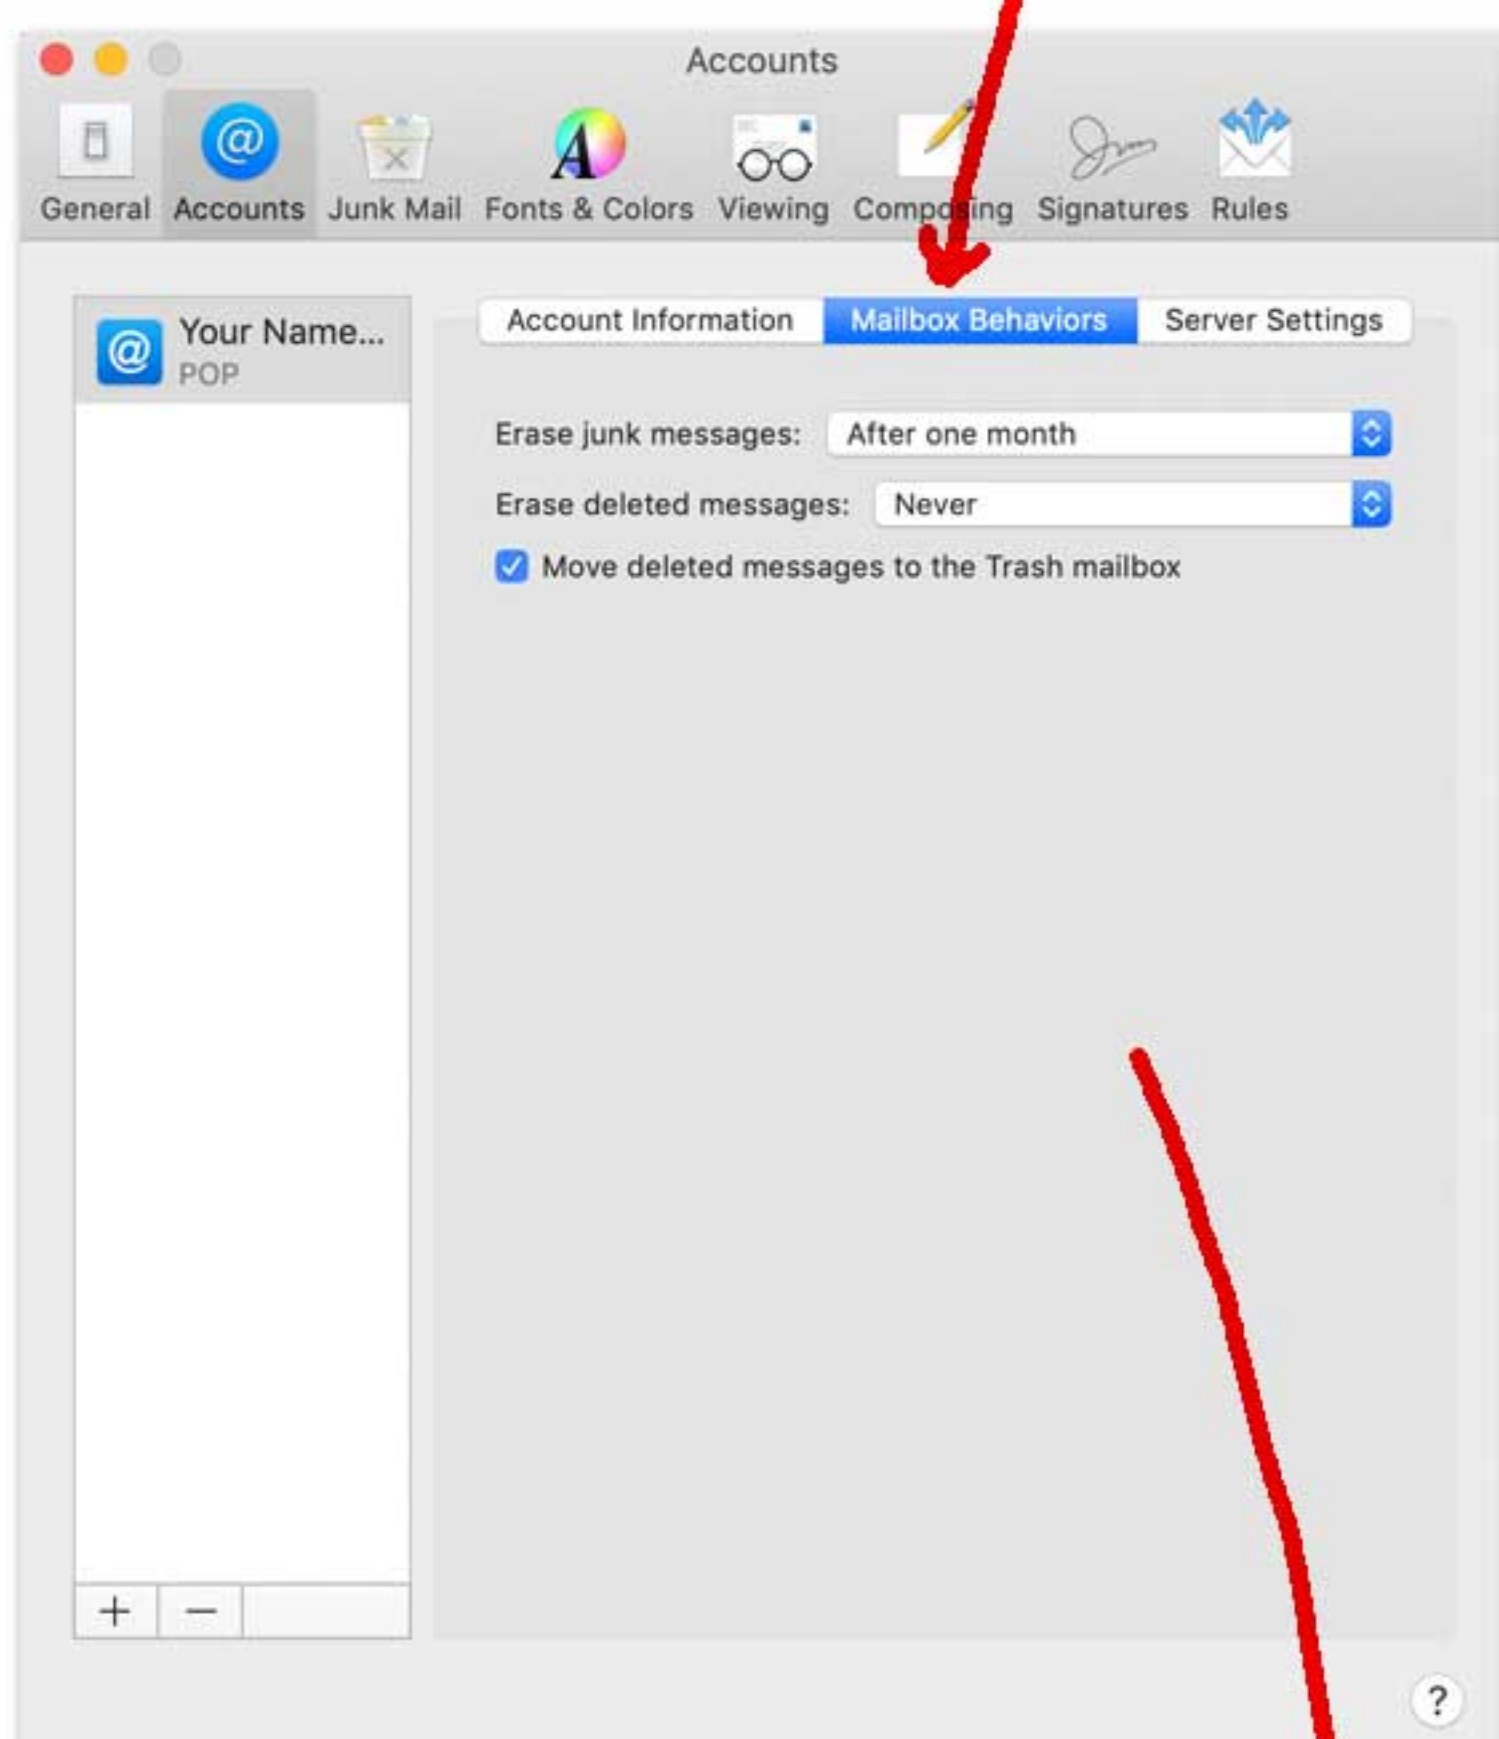 Accounts
General Accounts Junk Mail Fonts & Colors Viewing Composing Signatures Rules
Your Name...
POP
Account Information Mailbox Behaviors Server Settings
Erase junk messages: After one month
Erase deleted messages: Never
Move deleted messages to the Trash mailbox
?